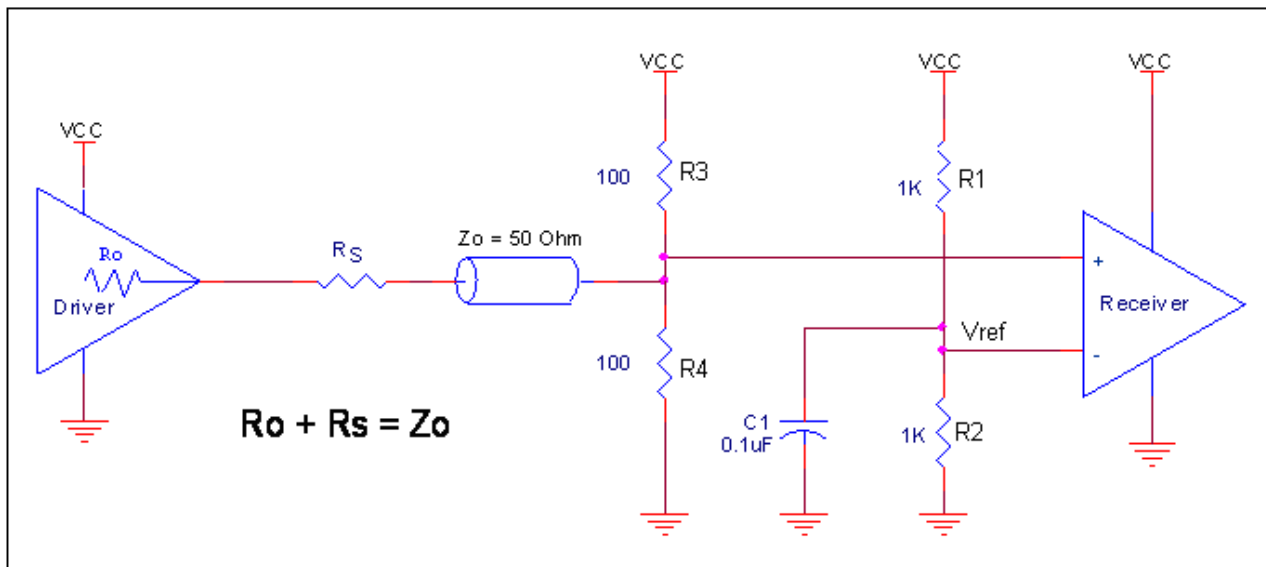 VCC
VCC
VCC
VCC
R3
100
R1
1K
Zo = 50 Ohm
RS
Ro
Driver
+
Receiver
Vref
-
R4
100
Ro + Rs = Zo
C1
0.1uF
R2
1K